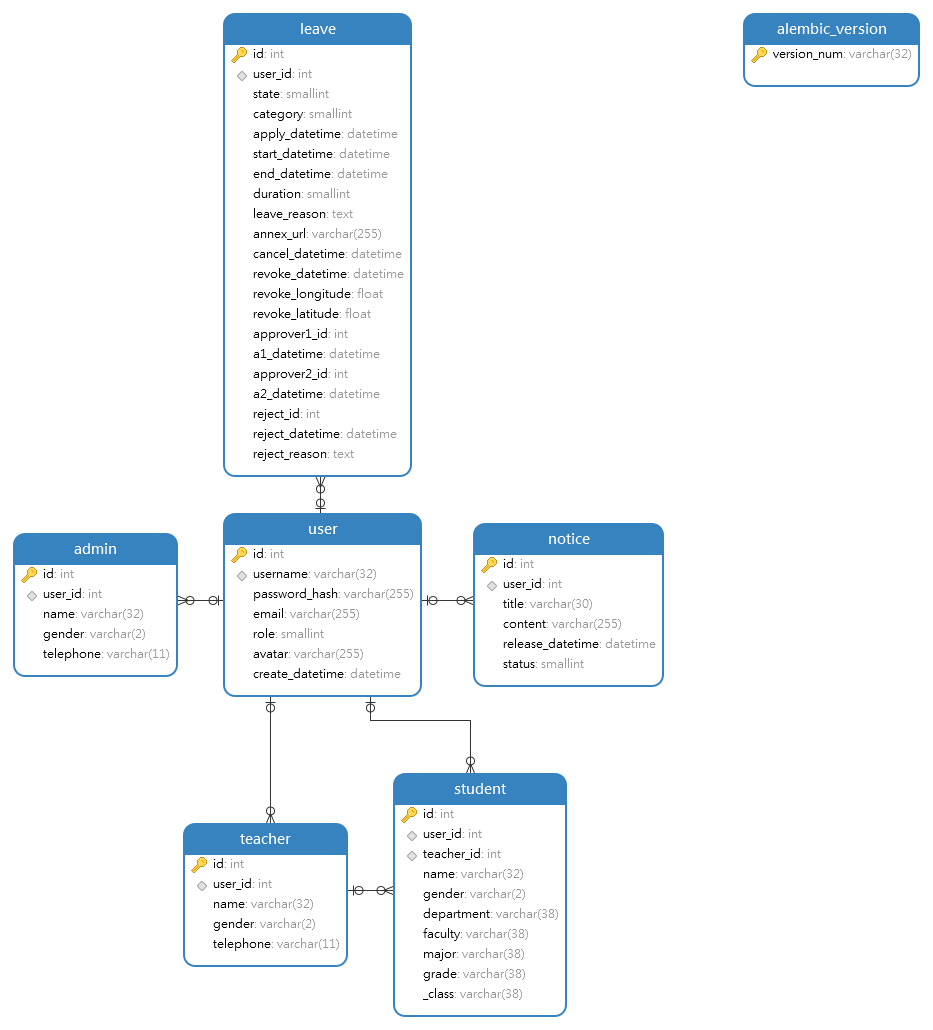 leave
id: int
user_id: int
state: smallint
category: smallint
apply_datetime: datetime
start_datetime: datetime
end_datetime: datetime
duration: smallint
leave_reason: text
annex_url: varchar(255)
cancel_datetime: datetime
revoke_datetime: datetime
revoke_longitude: float
revoke_latitude: float
approver1_id: int
a1_datetime: datetime
approver2_id: int
a2_datetime: datetime
reject_id: int
reject_datetime: datetime
reject_reason: text
alembic_version
version_num: varchar(32)
admin
id: int
user_id: int
name: varchar(32)
gender: varchar(2)
telephone: varchar(11)
user
id: int
username: varchar(32)
password_hash: varchar(255)
email: varchar(255)
role: smallint
avatar: varchar(255)
create_datetime: datetime
notice
id: int
user_id: int
title: varchar(30)
content: varchar(255)
release_datetime: datetime
status: smallint
teacher
id: int
user_id: int
name: varchar(32)
gender: varchar(2)
telephone: varchar(11)
student
id: int
user_id: int
teacher_id: int
name: varchar(32)
gender: varchar(2)
department: varchar(38)
faculty: varchar(38)
major: varchar(38)
grade: varchar(38)
_class: varchar(38)